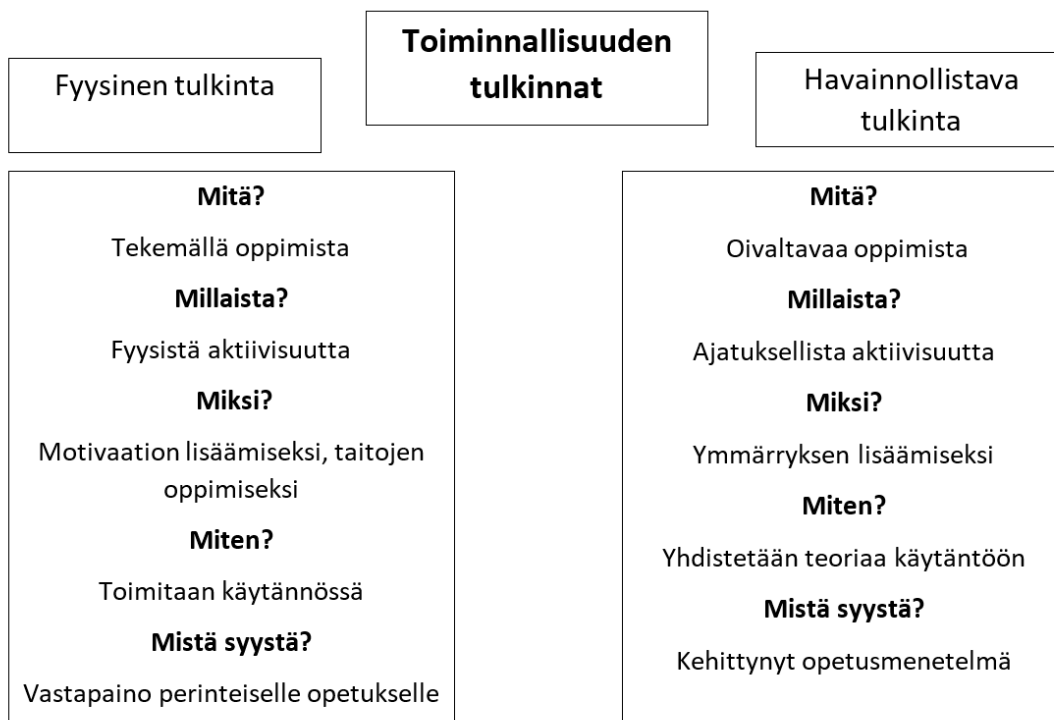 Toiminnallisuuden
tulkinnat
Fyysinen tulkinta
Havainnollistava
tulkinta
Mitä?
Tekemällä oppimista
Millaista?
Fyysistä aktiivisuutta
Miksi?
Motivaation lisäämiseksi, taitojen
oppimiseksi
Miten?
Toimitaan käytännössä
Mistä syystä?
Vastapaino perinteiselle opetukselle
Mitä?
Oivaltavaa oppimista
Millaista?
Ajatuksellista aktiivisuutta
Miksi?
Ymmärryksen lisäämiseksi
Miten?
Yhdistetään teoriaa käytäntöön
Mistä syystä?
Kehittynyt opetusmenetelmä